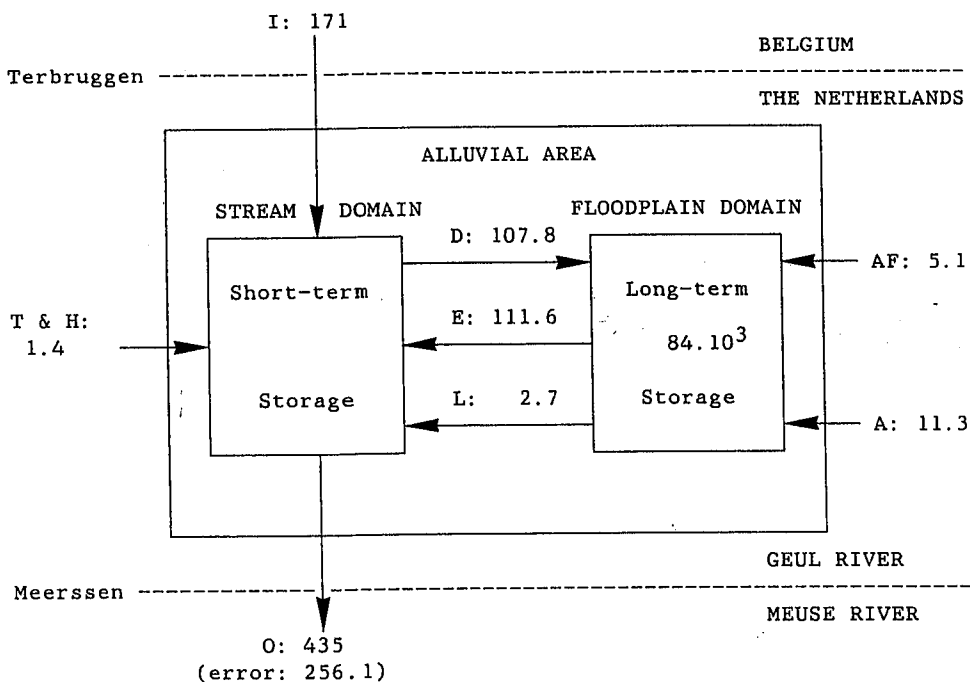 I: 171
BELGIUM
Terbruggen
THE NETHERLANDS
ALLUVIAL AREA
STREAM DOMAIN
FLOODPLAIN DOMAIN
D: 107.8
AF: 5.1
Short-term
Long-term
T & H:
1.4
E: 111.6
84.10³
Storage
L: 2.7
Storage
A: 11.3
GEUL RIVER
Meerssen
MEUSE RIVER
O: 435
(error: 256.1)